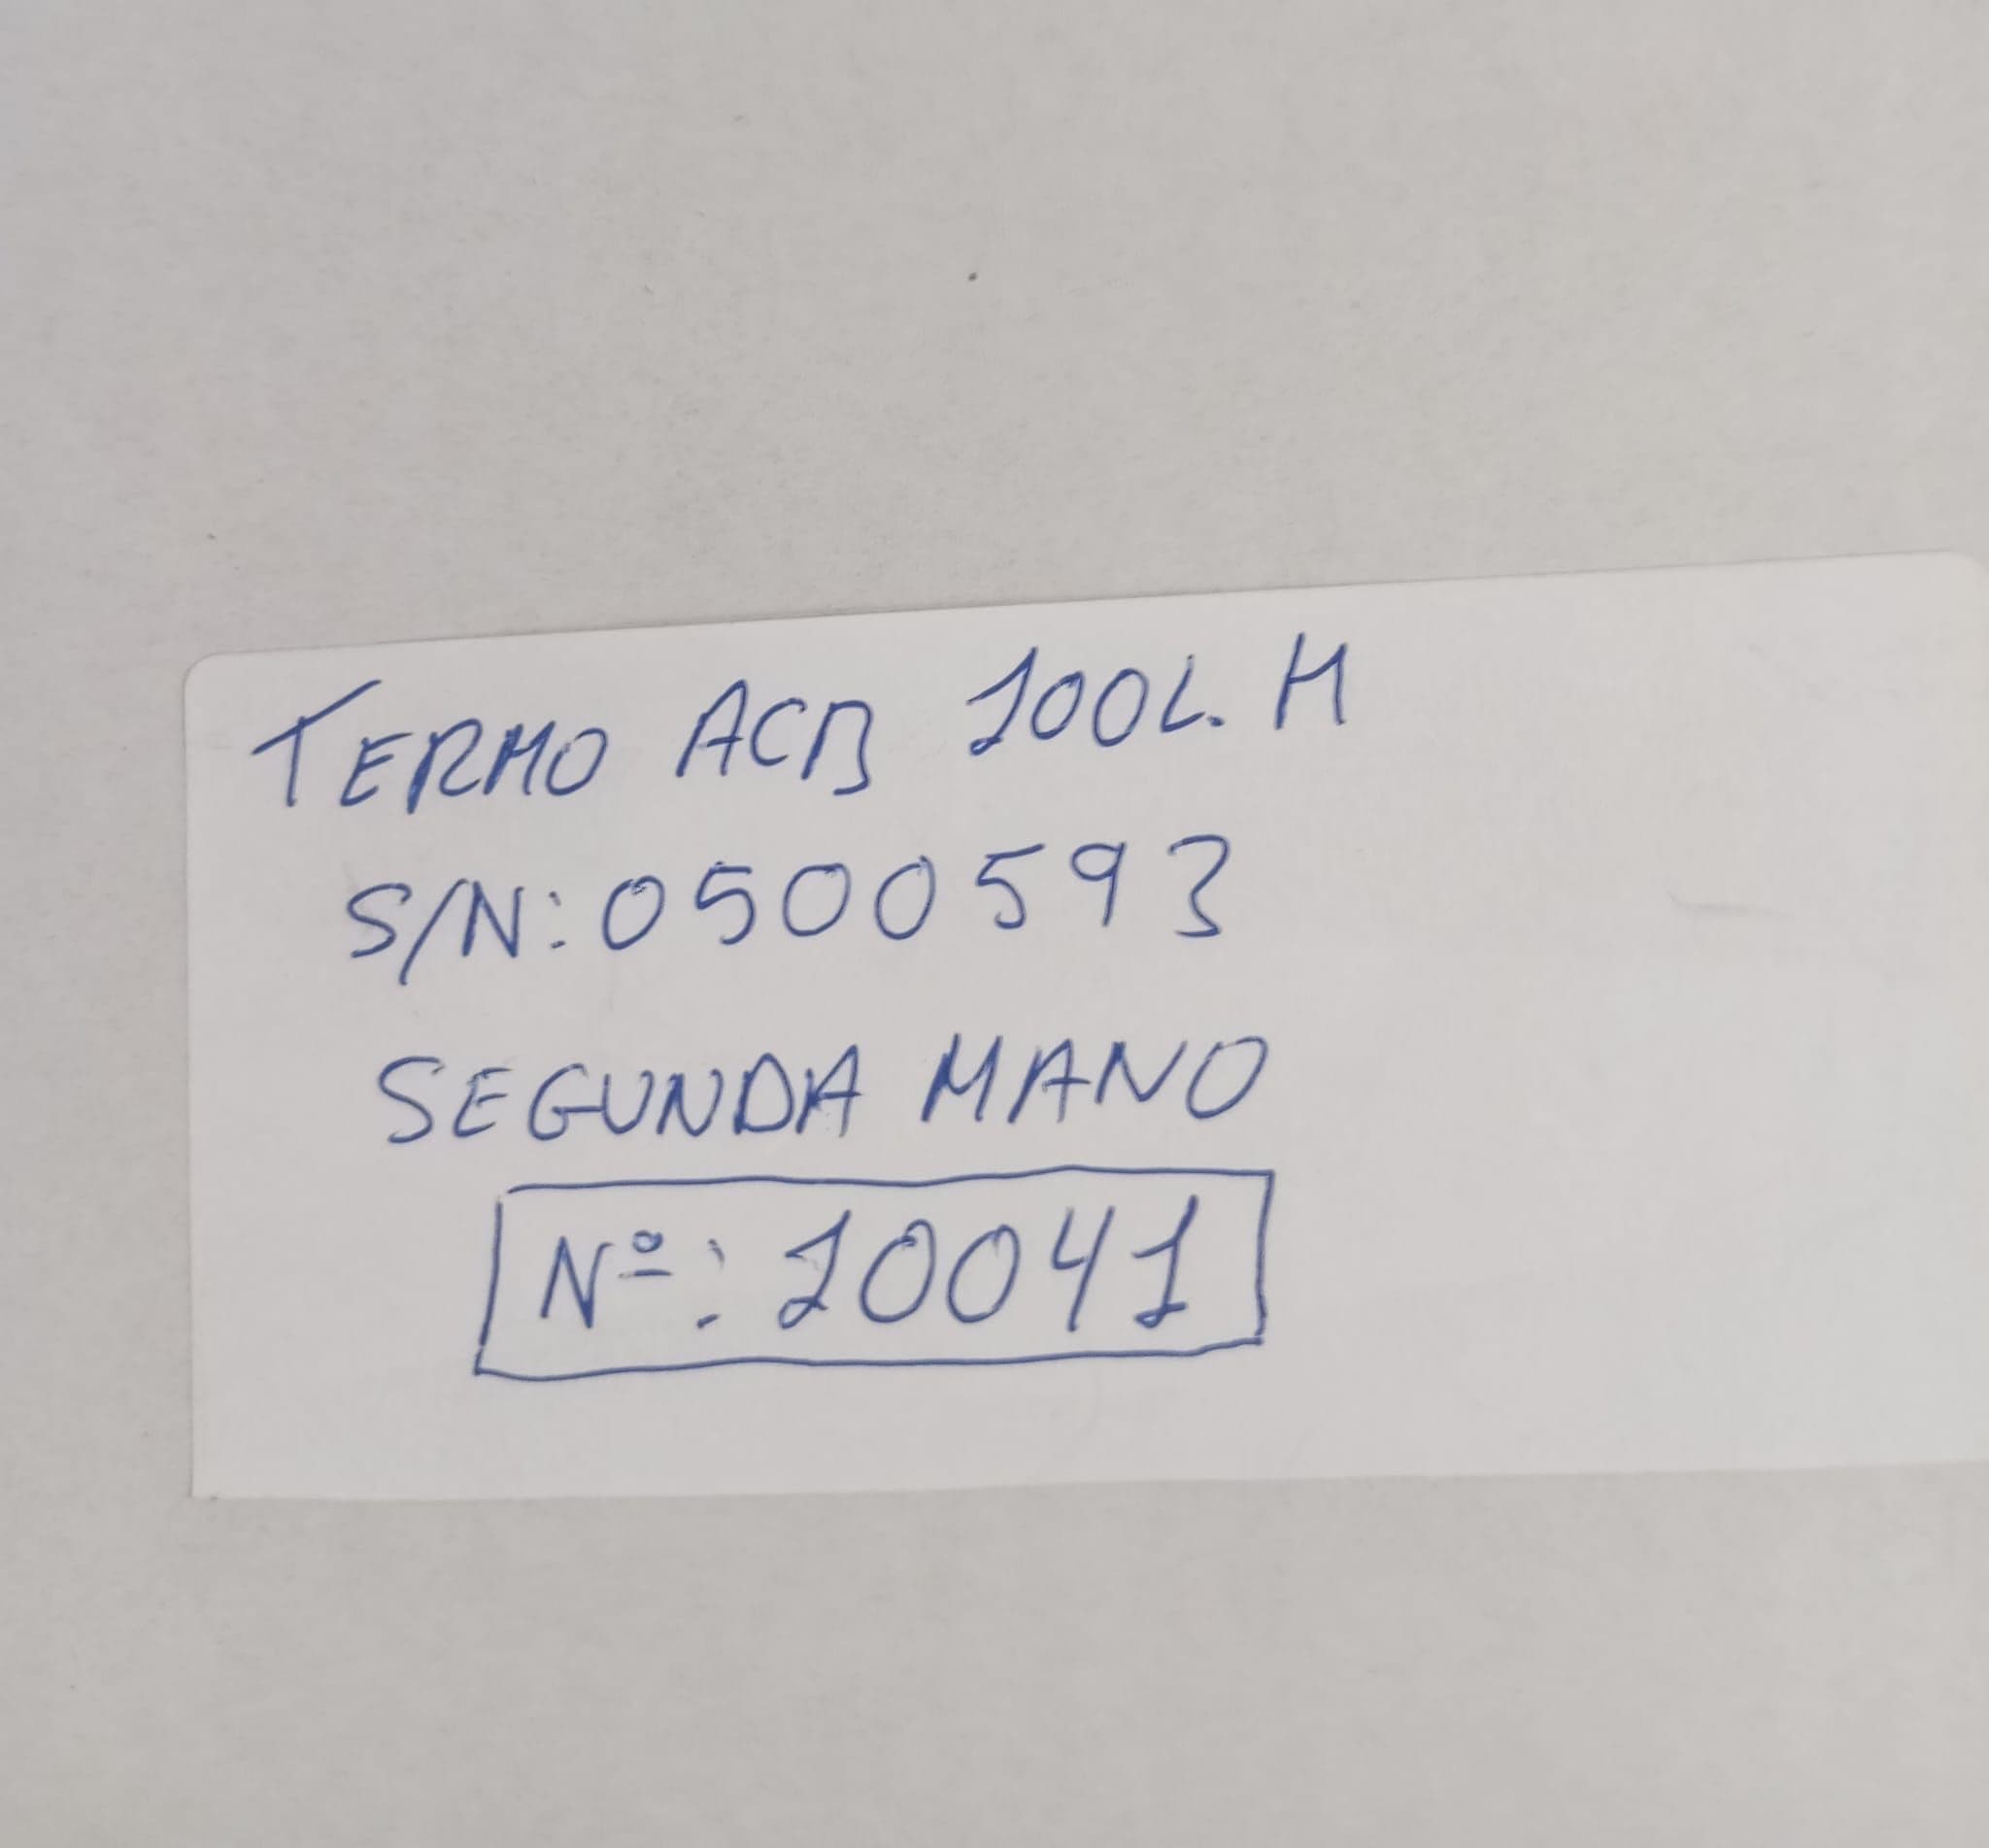 TERMO ACB 100L. H
S/N: 0500593
SEGUNDA MANO
Nº: 10041